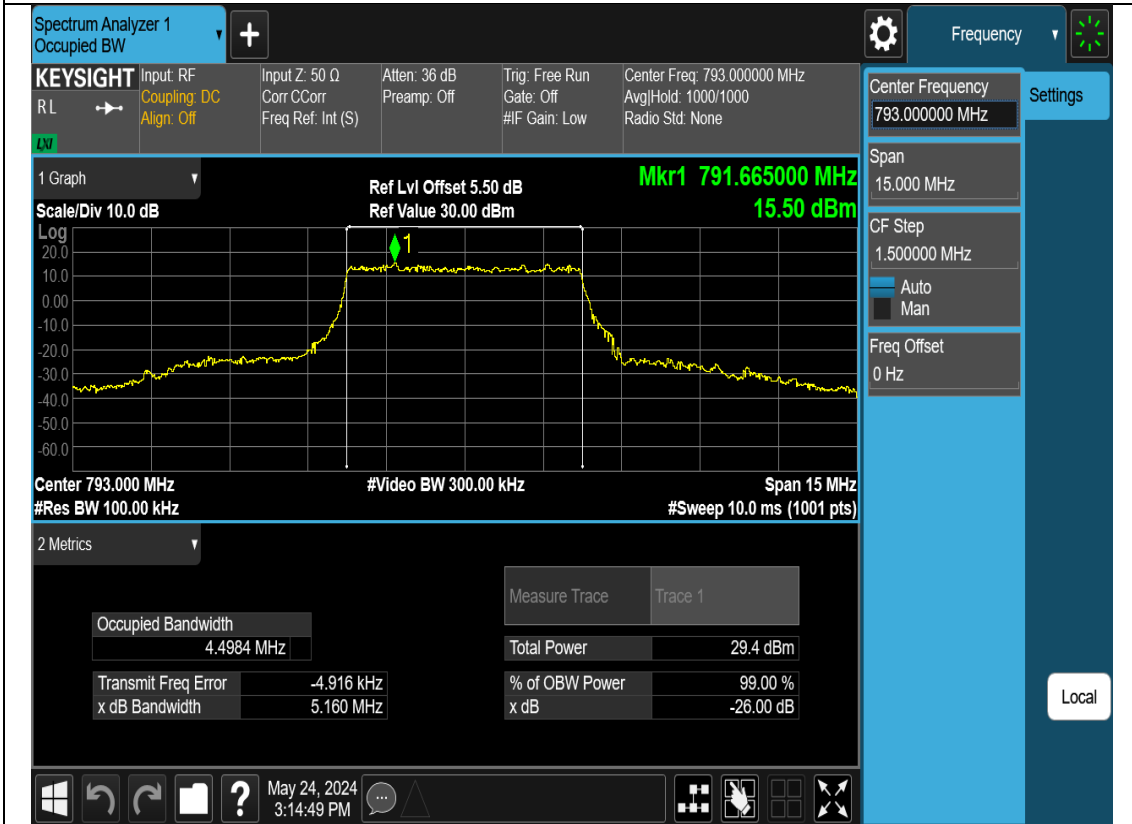 Spectrum Analyzer 1
Occupied BW
+
Frequency
KEYSIGHT
RL
LXI
Input: RF
Coupling: DC
Align: Off
Input Z: 50 Ω
Corr CCorr
Freq Ref: Int (S)
Atten: 36 dB
Preamp: Off
Trig: Free Run
Gate: Off
#IF Gain: Low
Center Freq: 793.000000 MHz
Avg|Hold: 1000/1000
Radio Std: None
Center Frequency
793.000000 MHz
Settings
Span
15.000 MHz
CF Step
1.500000 MHz
Auto
Man
Freq Offset
0 Hz
Local
1 Graph
Ref Lvl Offset 5.50 dB
Mkr1 791.665000 MHz
Scale/Div 10.0 dB
Ref Value 30.00 dBm
15.50 dBm
Log
1
20.0
10.0
0.00
-10.0
-20.0
-30.0
-40.0
-50.0
-60.0
Center 793.000 MHz
#Video BW 300.00 kHz
Span 15 MHz
#Res BW 100.00 kHz
#Sweep 10.0 ms (1001 pts)
2 Metrics
Measure Trace Trace 1
Occupied Bandwidth
4.4984 MHz
Total Power 29.4 dBm
Transmit Freq Error -4.916 kHz
% of OBW Power 99.00 %
x dB Bandwidth 5.160 MHz
x dB -26.00 dB
?
May 24, 2024
3:14:49 PM